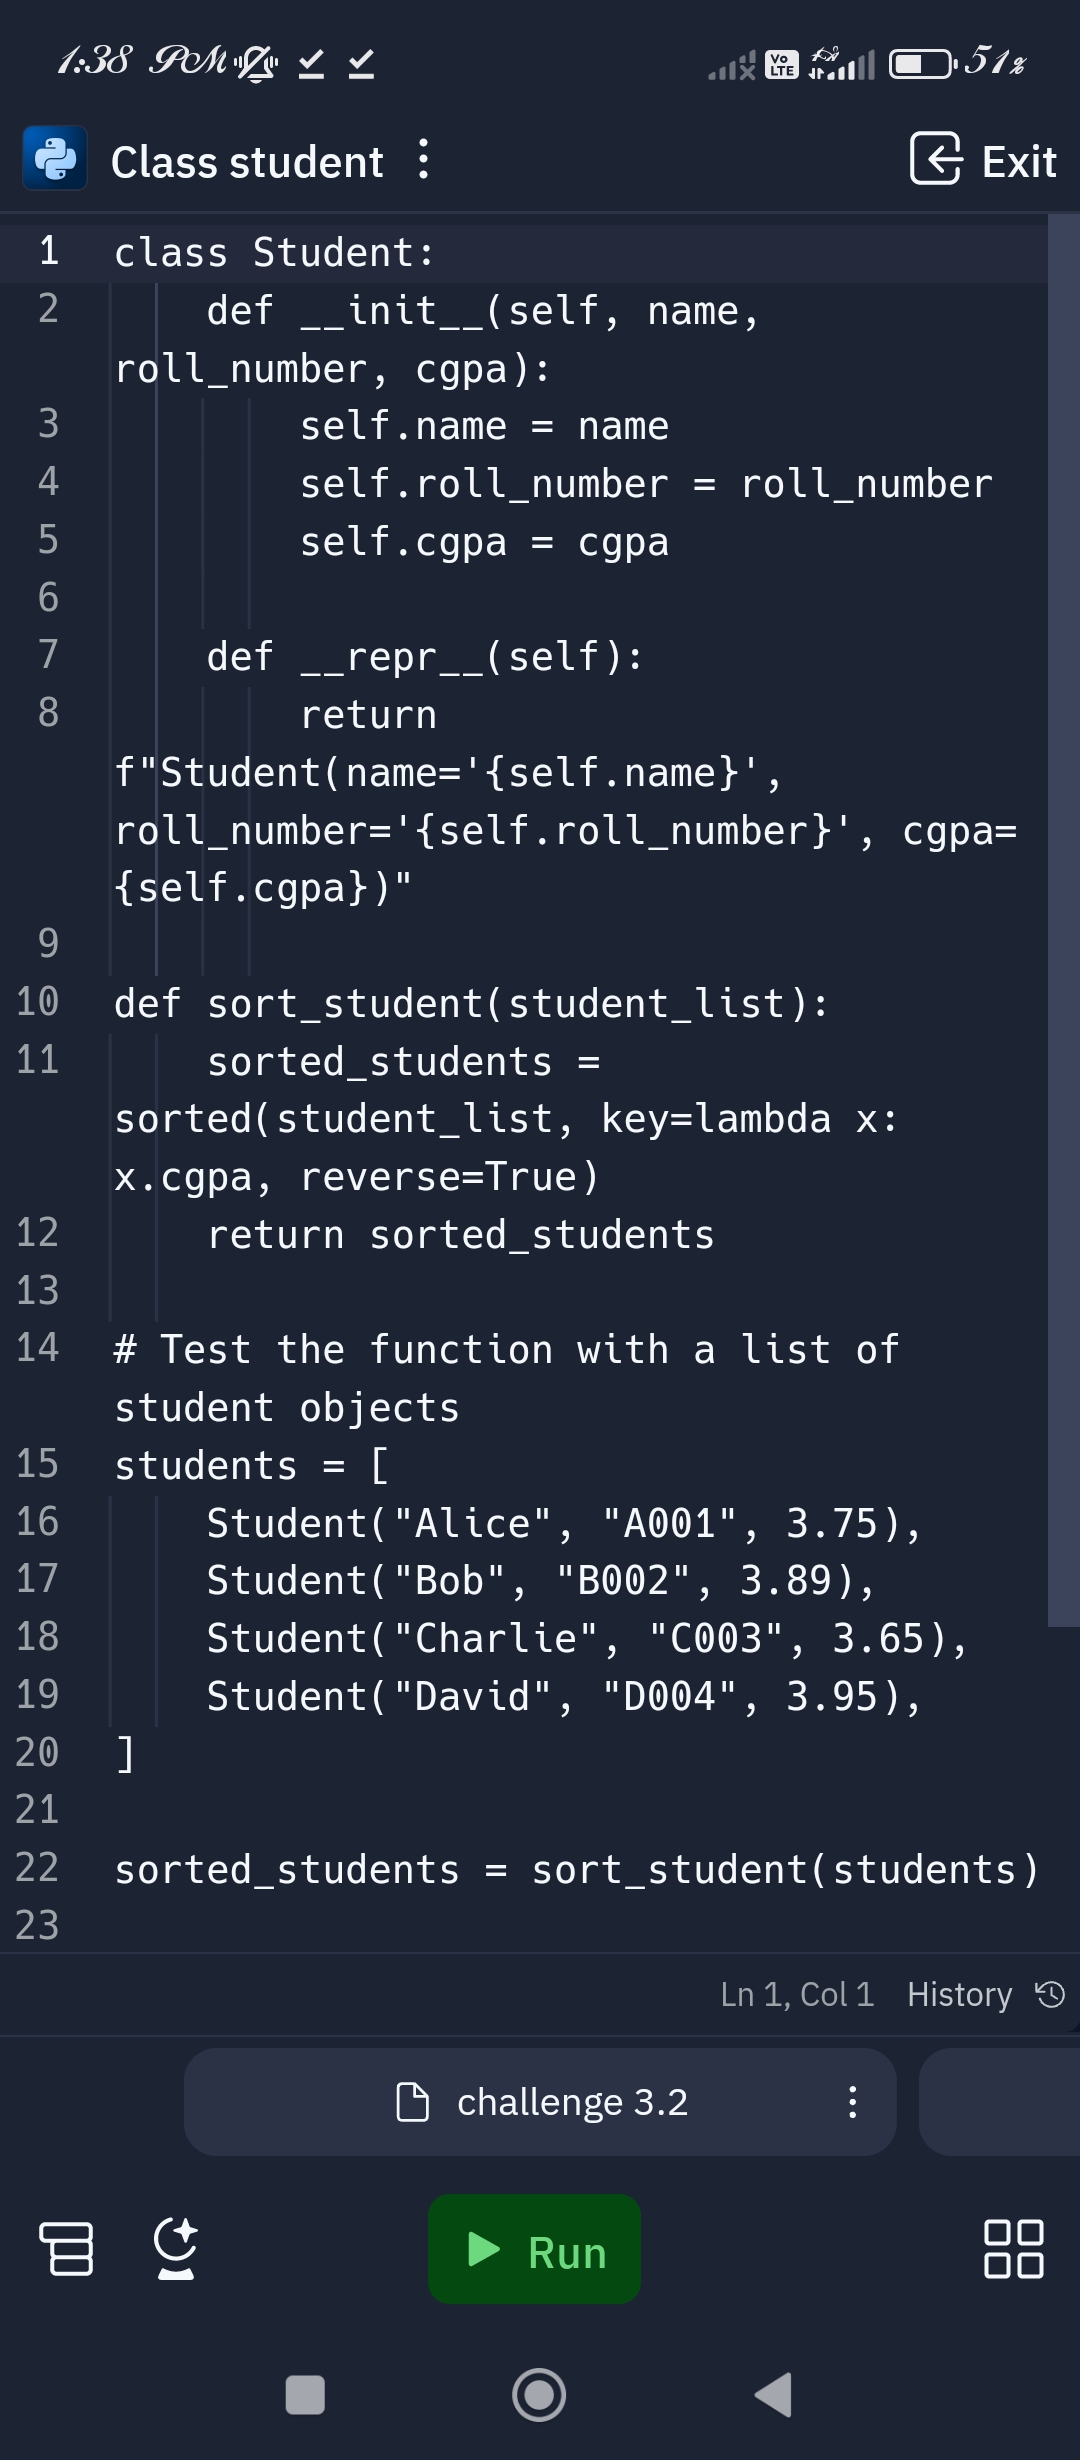 1:38 PM
Vo LTE
51%
Class student
Exit
1 class Student:
2     def __init__(self, name,
roll_number, cgpa):
3         self.name = name
4         self.roll_number = roll_number
5         self.cgpa = cgpa
6
7     def __repr__(self):
8         return
f"Student(name='{self.name}',
roll_number='{self.roll_number}', cgpa=
{self.cgpa})"
9
10 def sort_student(student_list):
11     sorted_students =
sorted(student_list, key=lambda x:
x.cgpa, reverse=True)
12     return sorted_students
13
14 # Test the function with a list of
student objects
15 students = [
16     Student("Alice", "A001", 3.75),
17     Student("Bob", "B002", 3.89),
18     Student("Charlie", "C003", 3.65),
19     Student("David", "D004", 3.95),
20 ]
21
22 sorted_students = sort_student(students)
23
Ln 1, Col 1 History
challenge 3.2
Run